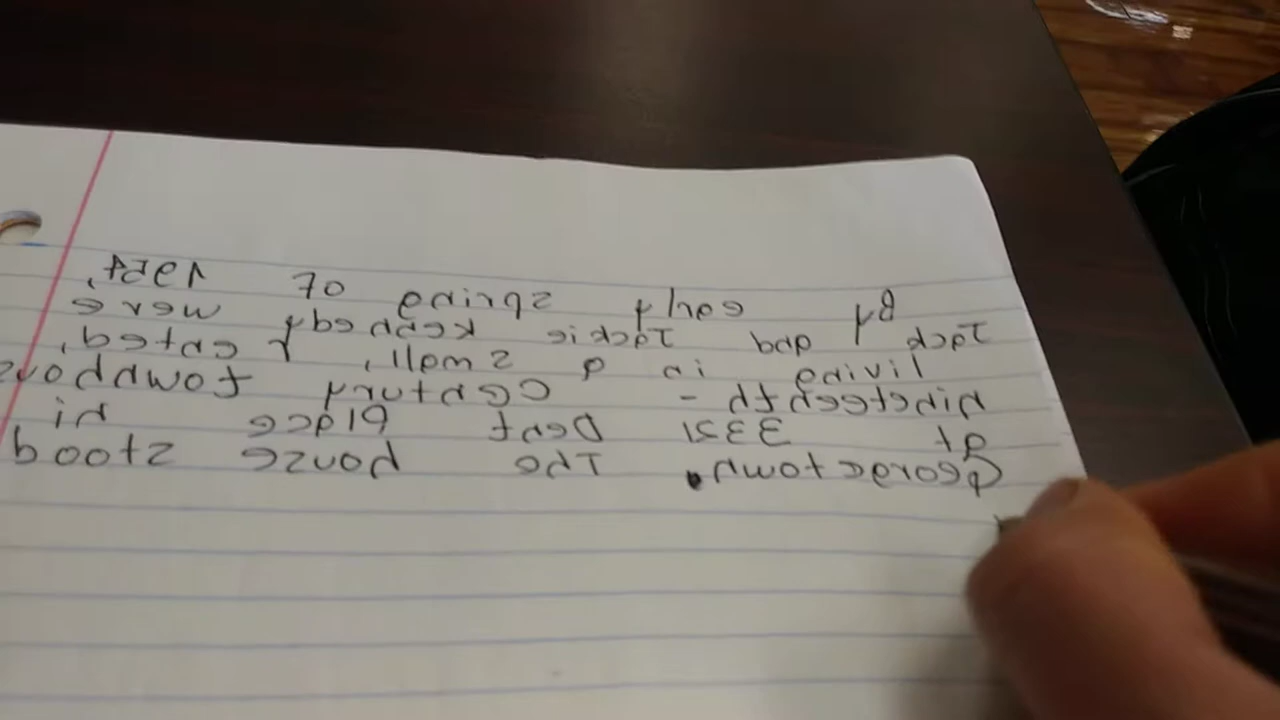 By early spring of 1954,
Jack and Jackie Kennedy were
living in a small, rented,
nineteenth - century
at 3321 Dent Place in
Georgetown. The house stood